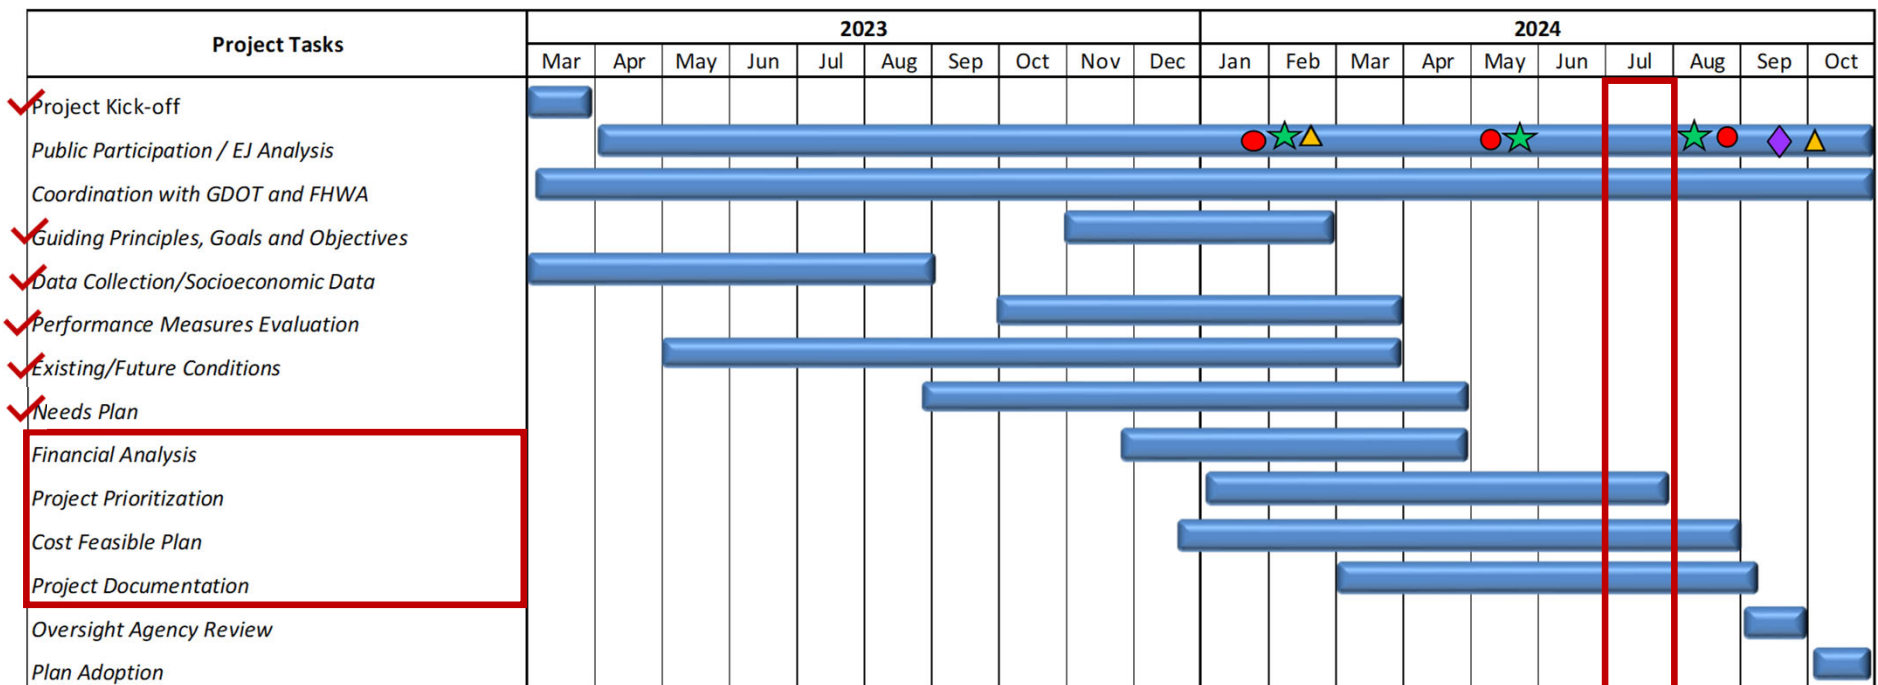 2023 2024
Project Tasks
Mar Apr May Jun Jul Aug Sep Oct Nov Dec Jan Feb Mar Apr May Jun Jul Aug Sep Oct
Project Kick-off
Public Participation / EJ Analysis
Coordination with GDOT and FHWA
Guiding Principles, Goals and Objectives
Data Collection/Socioeconomic Data
Performance Measures Evaluation
Existing/Future Conditions
Needs Plan
Financial Analysis
Project Prioritization
Cost Feasible Plan
Project Documentation
Oversight Agency Review
Plan Adoption